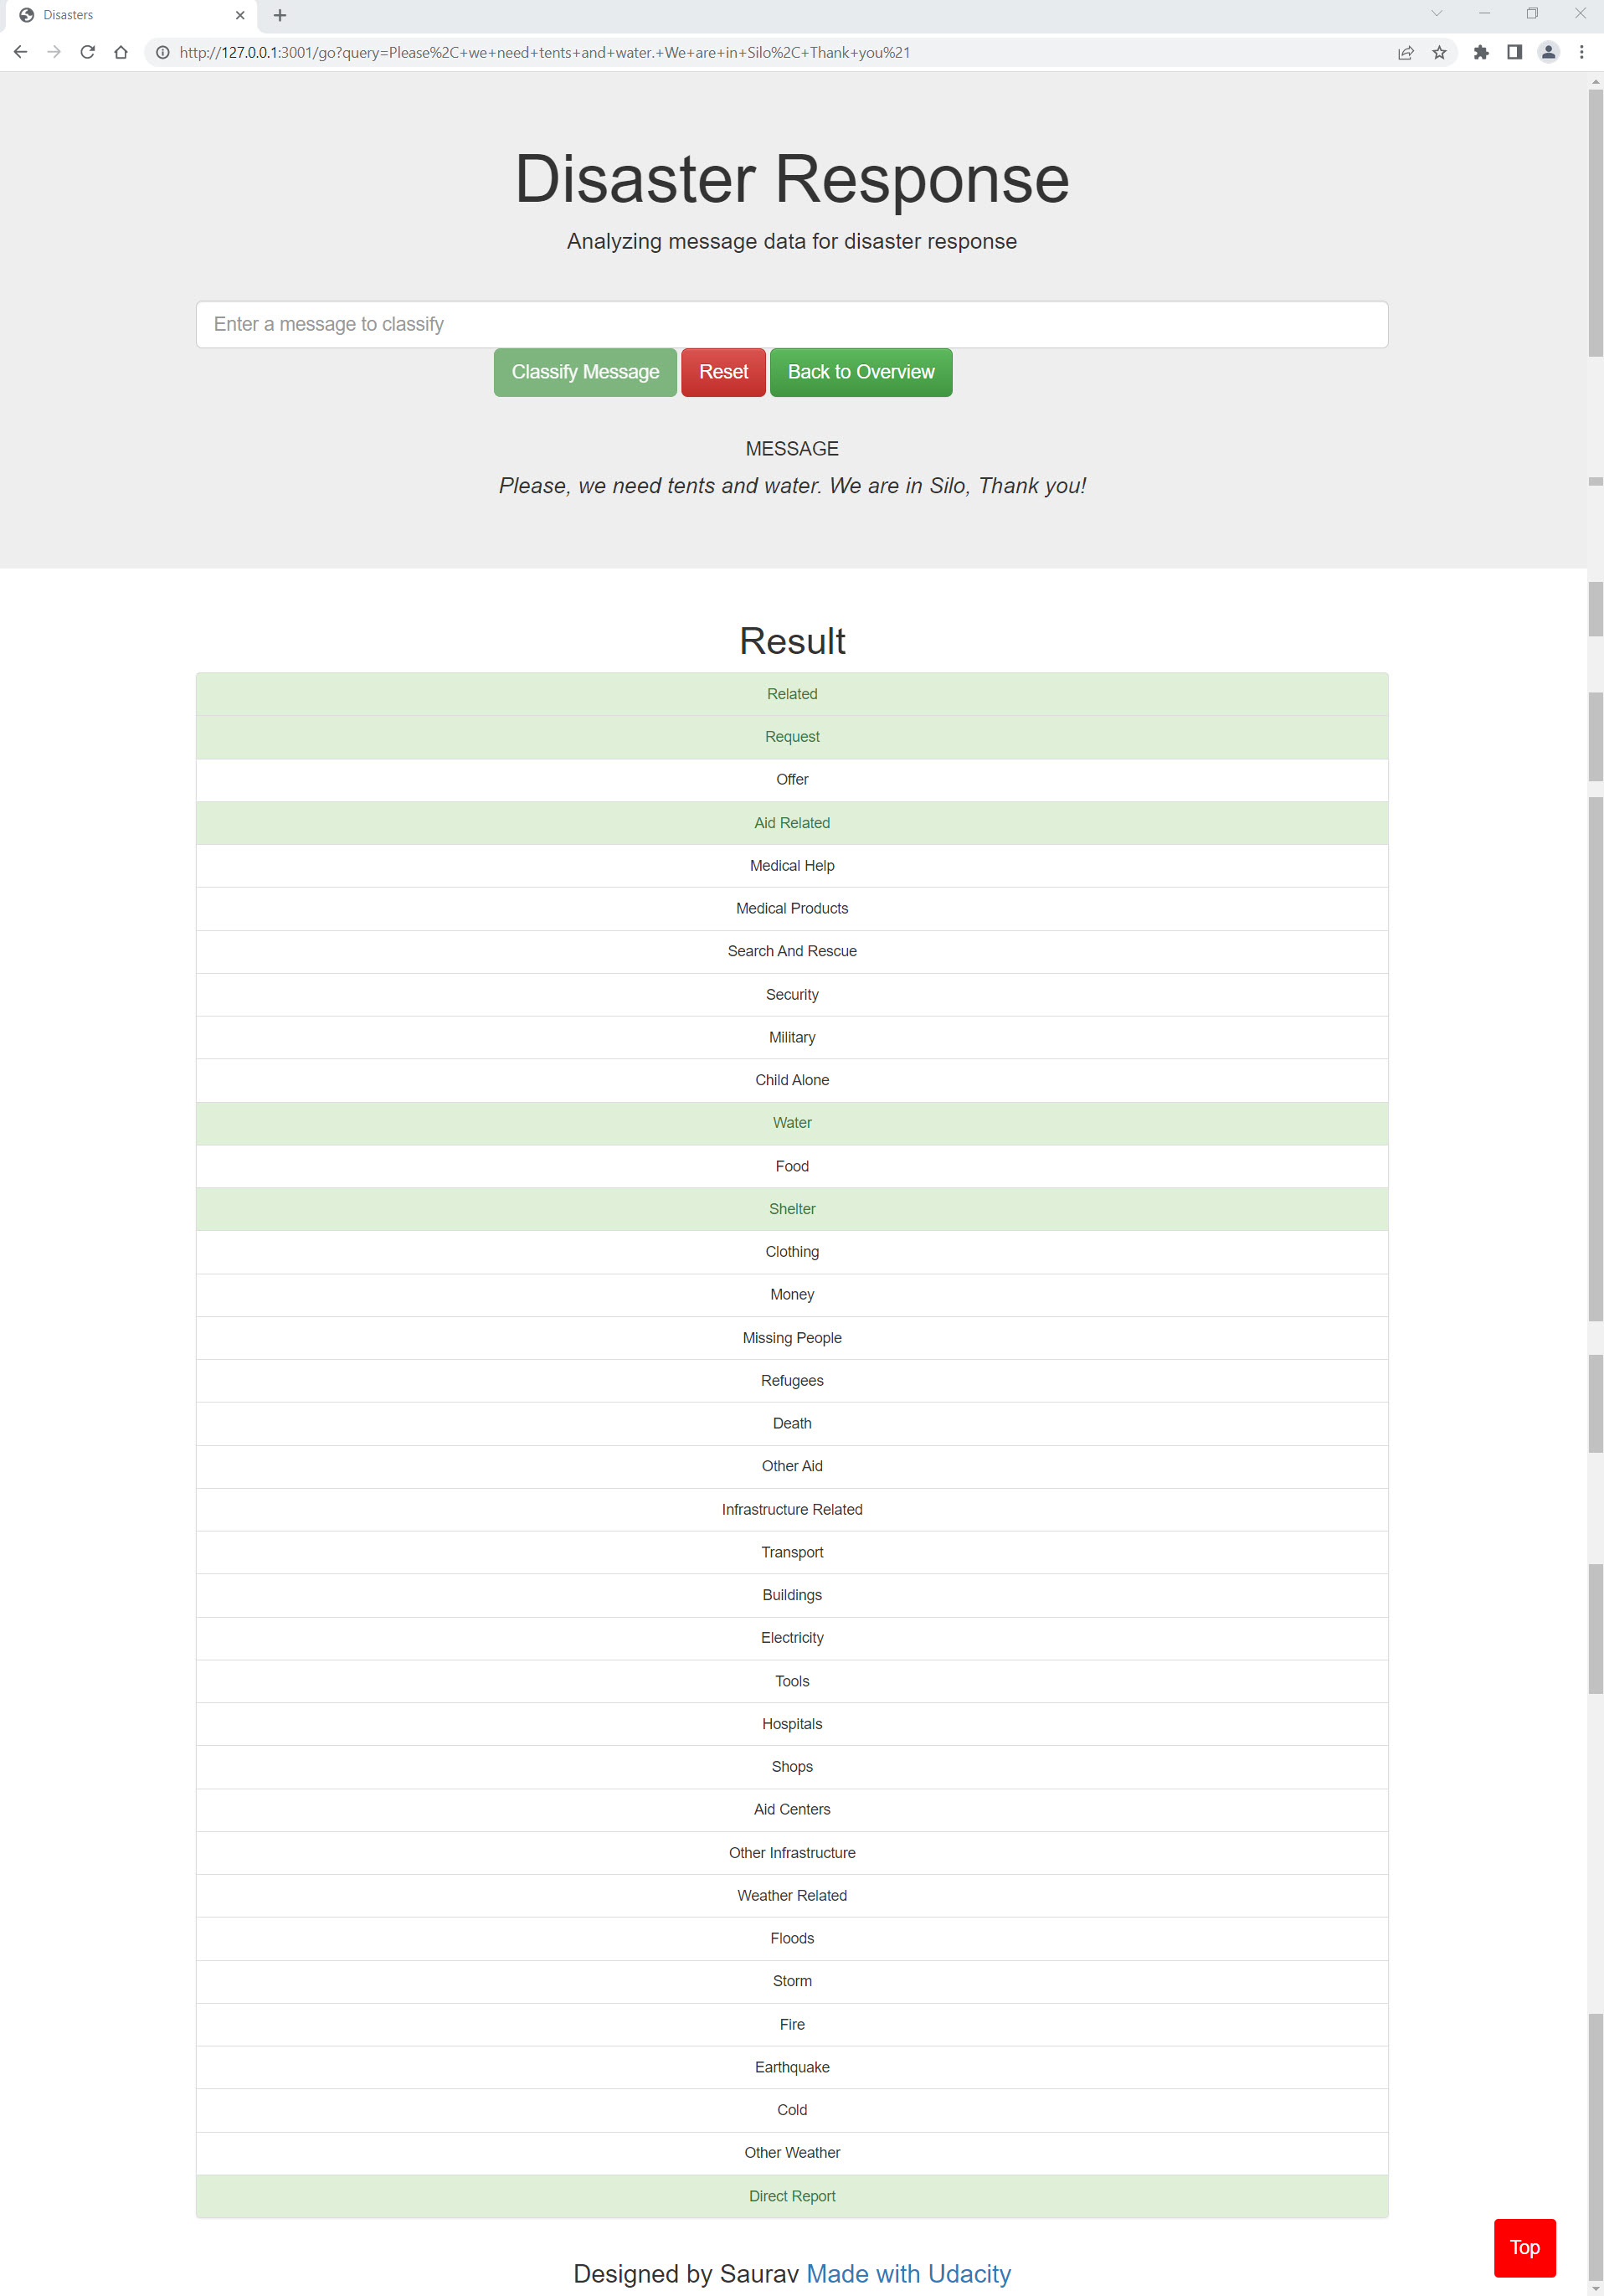 Disasters
http://127.0.0.1:3001/go?query=Please%2C+we+need+tents+and+water.+We+are+in+Silo%2C+Thank+you%21
Disaster Response
Analyzing message data for disaster response
Enter a message to classify
Classify Message Reset Back to Overview
MESSAGE
Please, we need tents and water. We are in Silo, Thank you!
Result
Related
Request
Offer
Aid Related
Medical Help
Medical Products
Search And Rescue
Security
Military
Child Alone
Water
Food
Shelter
Clothing
Money
Missing People
Refugees
Death
Other Aid
Infrastructure Related
Transport
Buildings
Electricity
Tools
Hospitals
Shops
Aid Centers
Other Infrastructure
Weather Related
Floods
Storm
Fire
Earthquake
Cold
Other Weather
Direct Report
Top
Designed by Saurav Made with Udacity